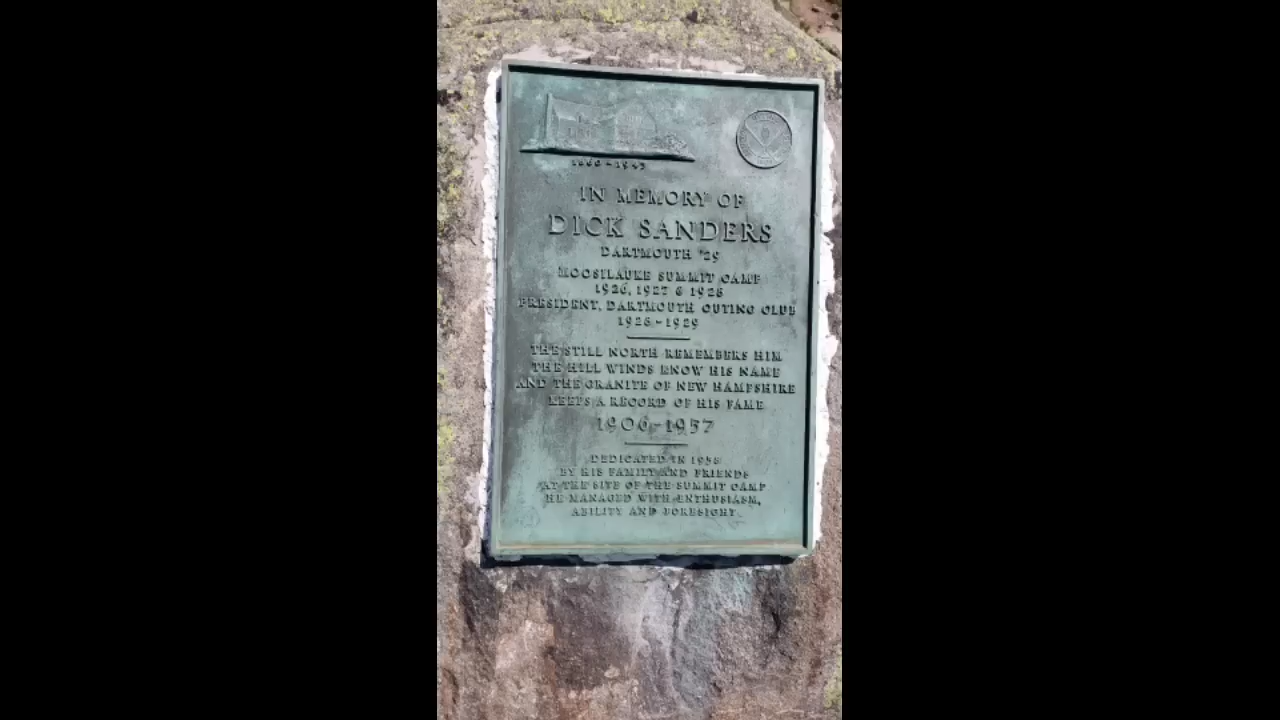 1860-1942
IN MEMORY OF
DICK SANDERS
DARTMOUTH '29
MOOSILAUKE SUMMIT CAMP
1926, 1927 & 1928
PRESIDENT, DARTMOUTH OUTING CLUB
1928-1929
THE STILL NORTH REMEMBERS HIM
THE HILL WINDS KNOW HIS NAME
AND THE GRANITE OF NEW HAMPSHIRE
KEEPS A RECORD OF HIS FAME
1906-1957
DEDICATED IN 1958
BY HIS FAMILY AND FRIENDS
AT THE SITE OF THE SUMMIT CAMP
HE MANAGED WITH ENTHUSIASM,
ABILITY AND FORESIGHT.